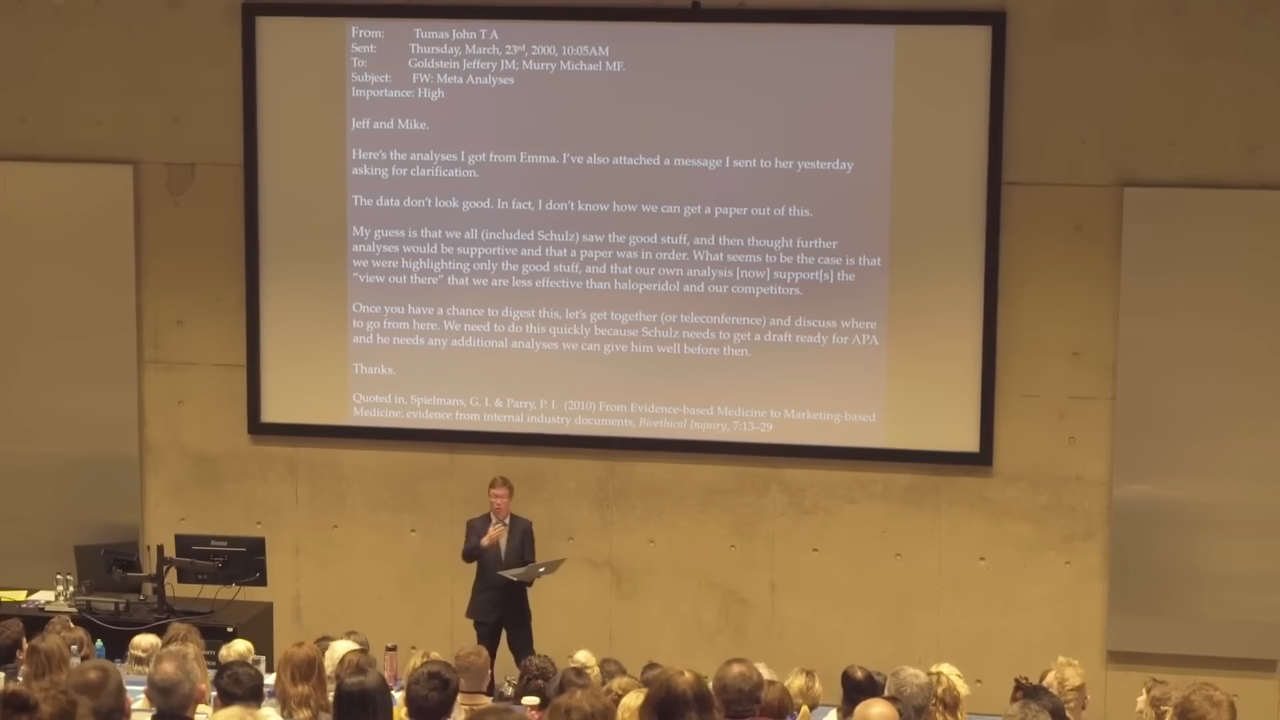 From: Tumas John T A
Sent: Thursday, March, 23rd, 2000, 10:05AM
To: Goldstein Jeffery JM; Murry Michael MF.
Subject: FW: Meta Analyses
Importance: High
Jeff and Mike.
Here's the analyses I got from Emma. I've also attached a message I sent to her yesterday
asking for clarification.
The data don't look good. In fact, I don't know how we can get a paper out of this.
My guess is that we all (included Schulz) saw the good stuff, and then thought further
analyses would be supportive and that a paper was in order. What seems to be the case is that
we were highlighting only the good stuff, and that our own analysis [now] support[s] the
"view out there" that we are less effective than haloperidol and our competitors.
Once you have a chance to digest this, let's get together (or teleconference) and discuss where
to go from here. We need to do this quickly because Schulz needs to get a draft ready for APA
and he needs any additional analyses we can give him well before then.
Thanks.
Quoted in, Spielmans, G. I. & Parry, P. I. (2010) From Evidence-based Medicine to Marketing-based
Medicine: evidence from internal industry documents, Bioethical Inquiry, 7:13–29